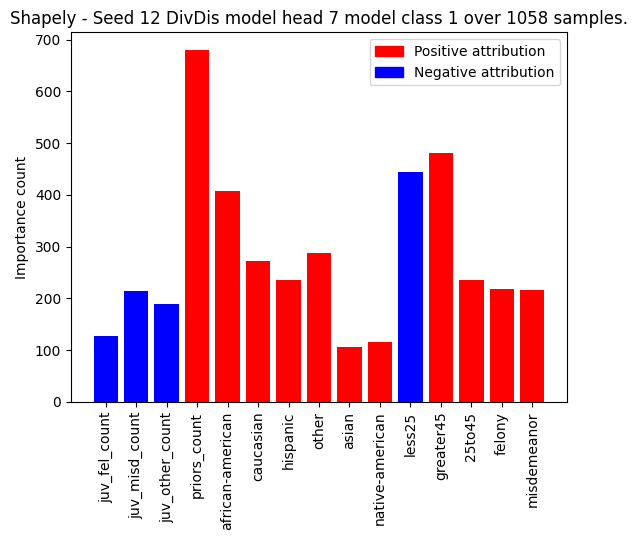 Shapely - Seed 12 DivDis model head 7 model class 1 over 1058 samples.
Positive attribution
Negative attribution
Importance count
700
600
500
400
300
200
100
0
juv_fel_count
juv_misd_count
juv_other_count
priors_count
african-american
caucasian
hispanic
other
asian
native-american
less25
greater45
25to45
felony
misdemeanor